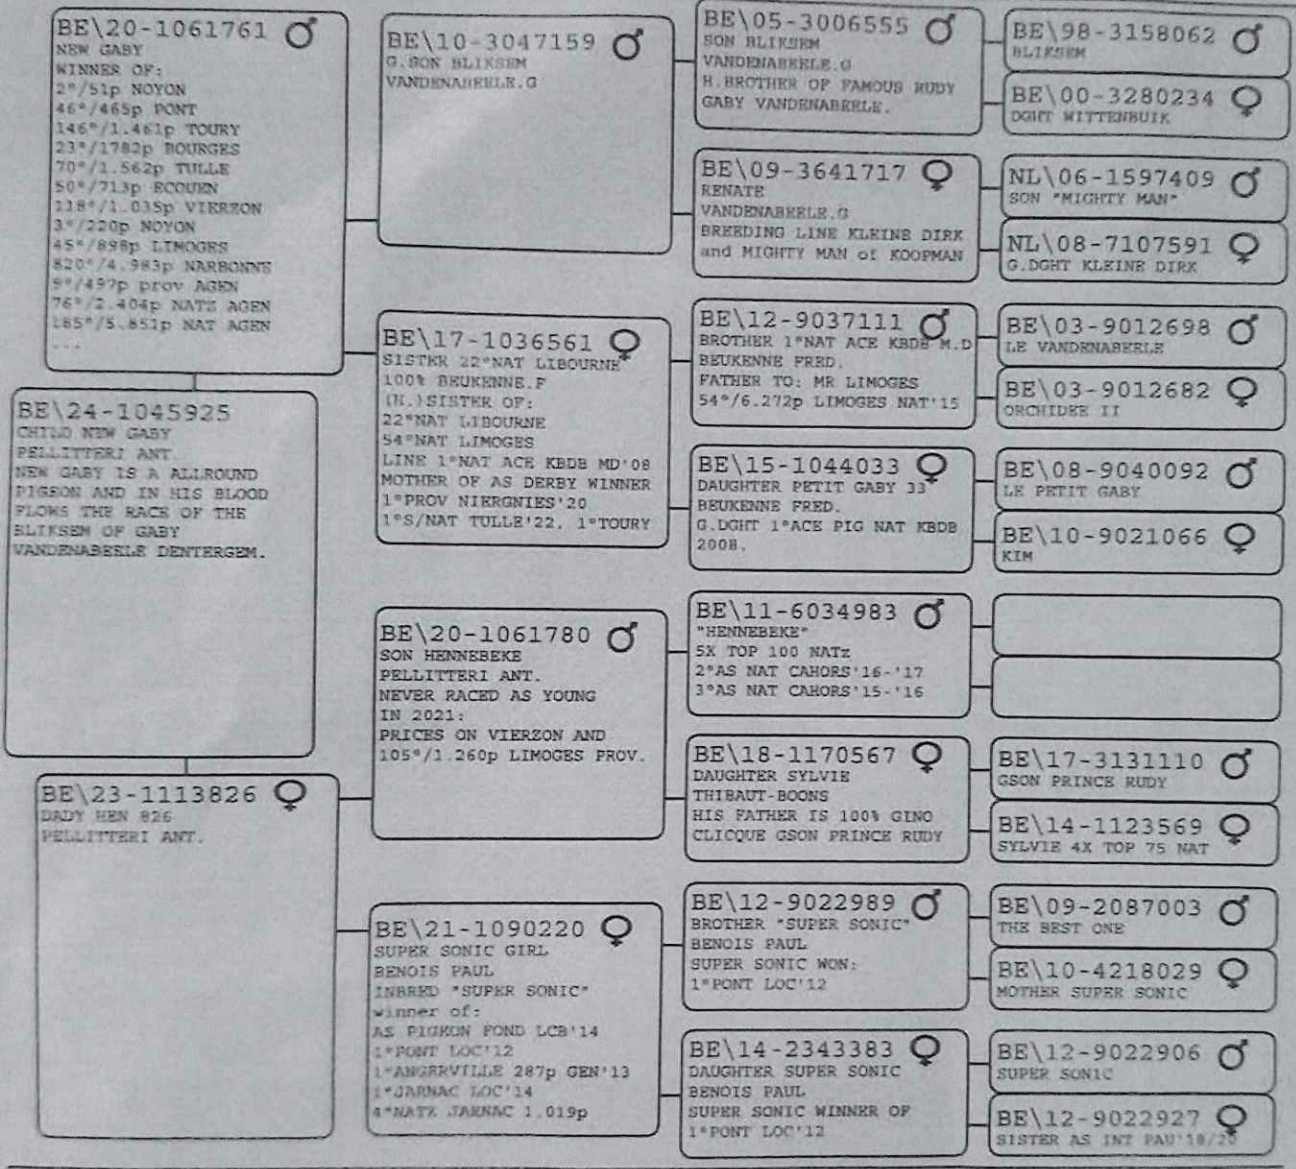 BE\20-1061761 ♂
NEW GABY
WINNER OF:
2°/51p NOYON
46°/465p PONT
146°/1.461p TOURY
23°/1782p BOURGES
70°/1.562p TULLE
50°/713p ECOUEN
118°/1.035p VIERZON
3°/220p NOYON
45°/898p LIMOGES
820°/4.983p NARBONNE
9°/497p prov AGEN
76°/2.404p NATZ AGEN
185°/5.852p NAT AGEN
...
BE\24-1045925
CHILD NEW GABY
PELLITTERI ANT.
NEW GABY IS A ALLROUND
PIGEON AND IN HIS BLOOD
FLOWS THE RACE OF THE
BLIKSEM OF GABY
VANDENABEELE DENTERGEM.
BE\23-1113826 ♀
DADY HEN 826
PELLITTERI ANT.
BE\10-3047159 ♂
G.SON BLIKSEM
VANDENABEELE.G
BE\17-1036561 ♀
SISTER 22°NAT LIBOURNE
100% BEUKENNE.F
(H.)SISTER OF:
22°NAT LIBOURNE
54°NAT LIMOGES
LINE 1°NAT ACE KBDB MD'08
MOTHER OF AS DERBY WINNER
1°PROV NIERGNIES'20
1°S/NAT TULLE'22, 1°TOURY
BE\20-1061780 ♂
SON HENNEBEKE
PELLITTERI ANT.
NEVER RACED AS YOUNG
IN 2021:
PRICES ON VIERZON AND
105°/1.260p LIMOGES PROV.
BE\21-1090220 ♀
SUPER SONIC GIRL
BENOIS PAUL
INBRED "SUPER SONIC"
winner of:
AS PIGEON FOND LCB'14
1°PONT LOC'12
1°ANGERVILLE 287p GEN'13
1°JARNAC LOC'14
4°NATZ JARNAC 1.019p
BE\05-3006555 ♂
SON BLIKSEM
VANDENABEELE.G
H.BROTHER OF FAMOUS RUDY
GABY VANDENABEELE.
BE\09-3641717 ♀
RENATE
VANDENABEELE.G
BREEDING LINE KLEINE DIRK
and MIGHTY MAN of KOOPMAN
BE\12-9037111 ♂
BROTHER 1°NAT ACE KBDB M.D
BEUKENNE FRED.
FATHER TO: MR LIMOGES
54°/6.272p LIMOGES NAT'15
BE\15-1044033 ♀
DAUGHTER PETIT GABY 33
BEUKENNE FRED.
G.DGHT 1°ACE PIG NAT KBDB
2008.
BE\11-6034983 ♂
"HENNEBEKE"
5X TOP 100 NATz
2°AS NAT CAHORS'16-'17
3°AS NAT CAHORS'15-'16
BE\18-1170567 ♀
DAUGHTER SYLVIE
THIBAUT-BOONS
HIS FATHER IS 100% GINO
CLICQUE GSON PRINCE RUDY
BE\12-9022989 ♂
BROTHER "SUPER SONIC"
BENOIS PAUL
SUPER SONIC WON:
1°PONT LOC'12
BE\14-2343383 ♀
DAUGHTER SUPER SONIC
BENOIS PAUL
SUPER SONIC WINNER OF
1°PONT LOC'12
BE\98-3158062 ♂
BLIKSEM
BE\00-3280234 ♀
DGHT WITTENBUIK
NL\06-1597409 ♂
SON "MIGHTY MAN"
NL\08-7107591 ♀
G.DGHT KLEINE DIRK
BE\03-9012698 ♂
LE VANDENABEELE
BE\03-9012682 ♀
ORCHIDEE II
BE\08-9040092 ♂
LE PETIT GABY
BE\10-9021066 ♀
KIM
BE\17-3131110 ♂
GSON PRINCE RUDY
BE\14-1123569 ♀
SYLVIE 4X TOP 75 NAT
BE\09-2087003 ♂
THE BEST ONE
BE\10-4218029 ♀
MOTHER SUPER SONIC
BE\12-9022906 ♂
SUPER SONIC
BE\12-9022927 ♀
SISTER AS INT PAU'18/20